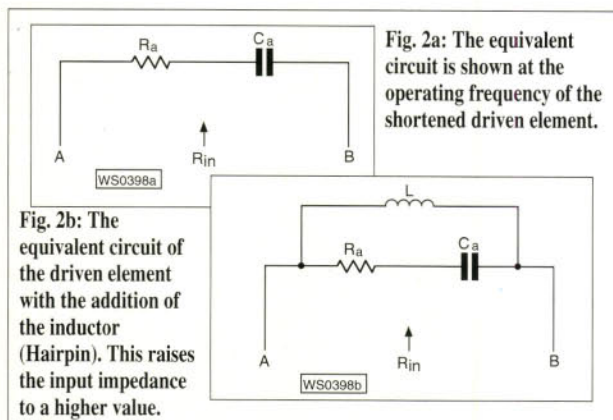 Ra
Ca
A
B
Rin
WS0398a
Fig. 2a: The equivalent
circuit is shown at the
operating frequency of the
shortened driven element.
Fig. 2b: The
equivalent circuit of
the driven element
with the addition of
the inductor
(Hairpin). This raises
the input impedance
to a higher value.
L
Ra
Ca
A
B
Rin
WS0398b